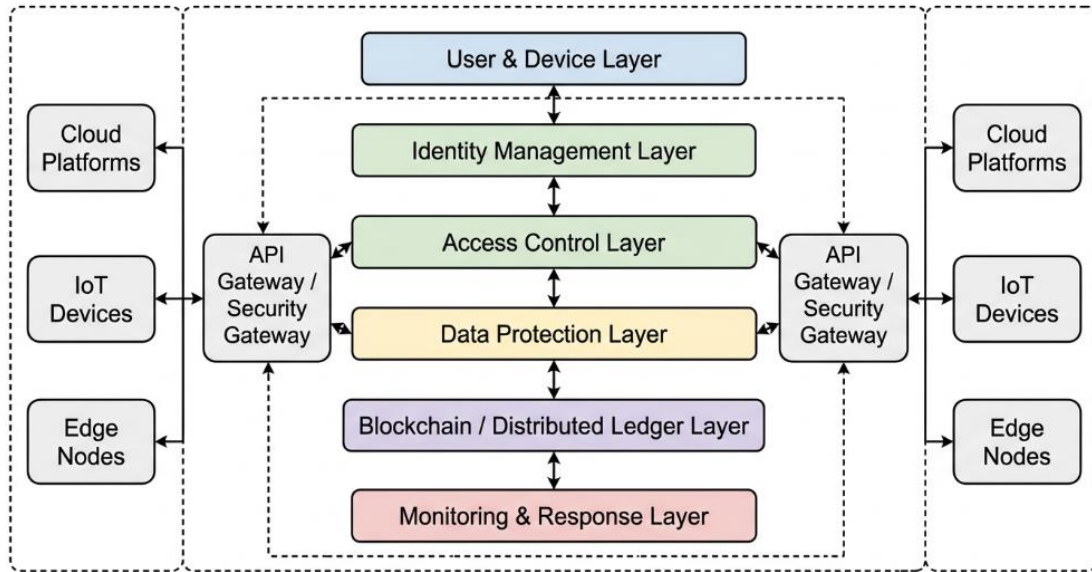 User & Device Layer
Identity Management Layer
Access Control Layer
Data Protection Layer
Blockchain / Distributed Ledger Layer
Monitoring & Response Layer
Cloud
Platforms
IoT
Devices
Edge
Nodes
API
Gateway /
Security
Gateway
API
Gateway /
Security
Gateway
Cloud
Platforms
IoT
Devices
Edge
Nodes